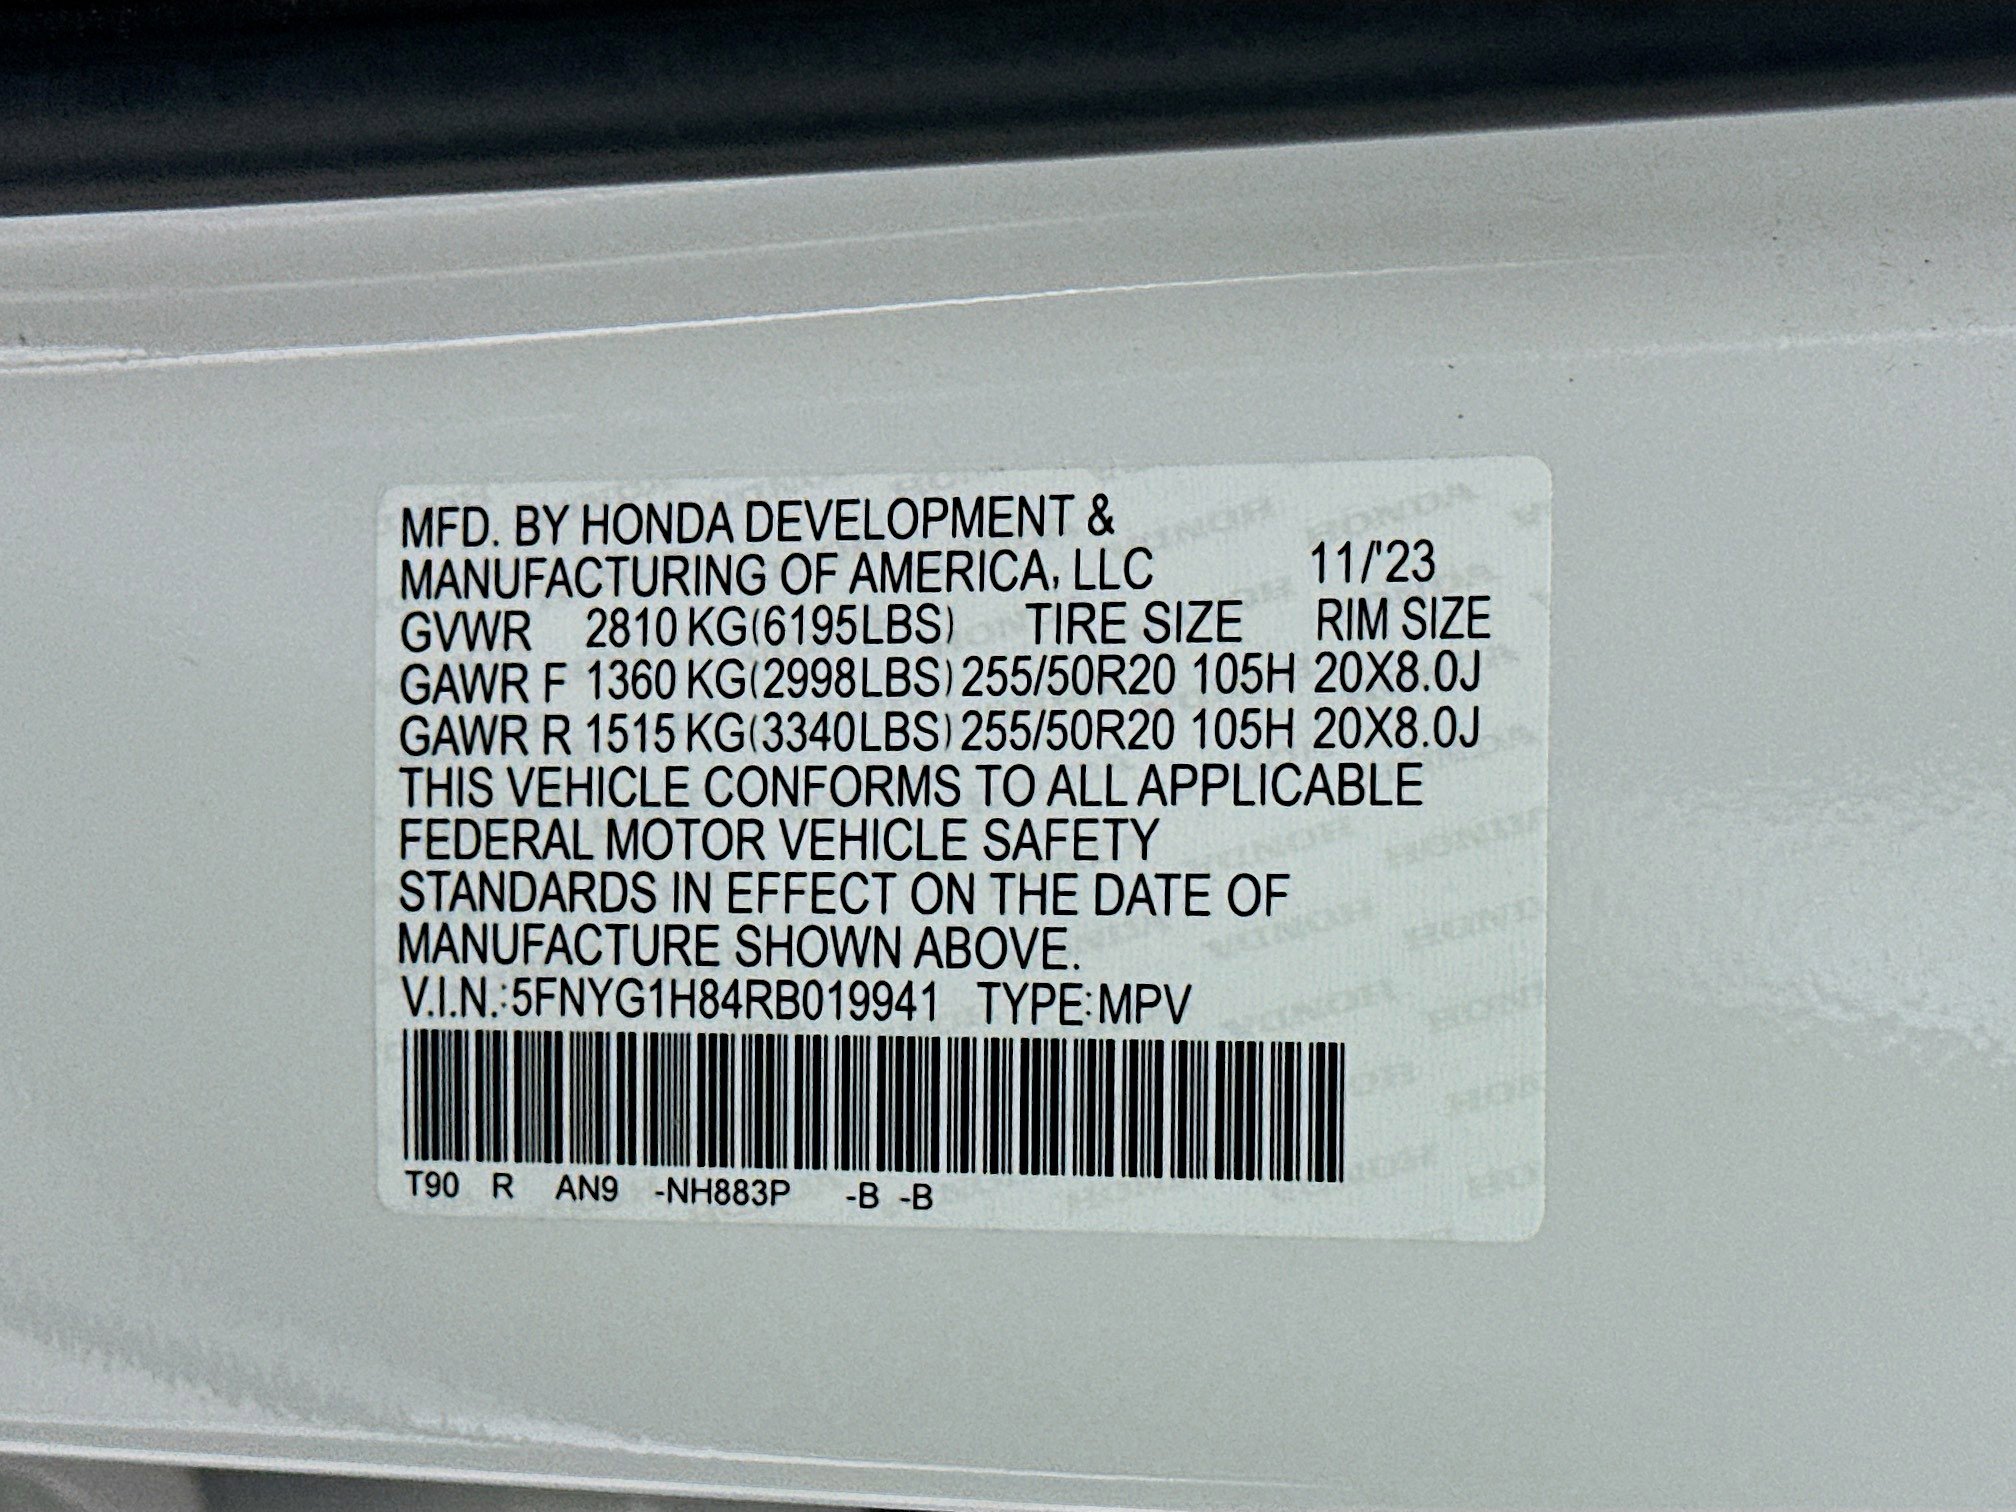 MFD. BY HONDA DEVELOPMENT &
MANUFACTURING OF AMERICA, LLC 11/'23
GVWR 2810 KG(6195LBS) TIRE SIZE RIM SIZE
GAWR F 1360 KG(2998LBS) 255/50R20 105H 20X8.0J
GAWR R 1515 KG(3340LBS) 255/50R20 105H 20X8.0J
THIS VEHICLE CONFORMS TO ALL APPLICABLE
FEDERAL MOTOR VEHICLE SAFETY
STANDARDS IN EFFECT ON THE DATE OF
MANUFACTURE SHOWN ABOVE.
V.I.N.:5FNYG1H84RB019941 TYPE:MPV
T90 R AN9 -NH883P -B -B